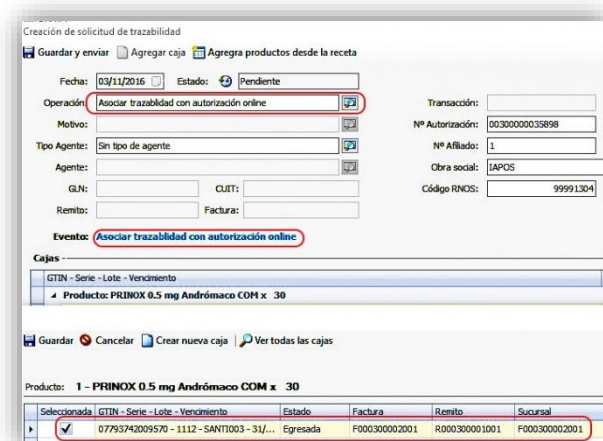 Creación de solicitud de trazabilidad
Guardar y enviar Agregar caja Agregra productos desde la receta
Fecha: 03/11/2016 Estado: Pendiente
Operación: Asociar trazablidad con autorización online Transacción:
Motivo: Nº Autorización: 00300000035898
Tipo Agente: Sin tipo de agente Nº Afiliado: 1
Agente: Obra social: IAPOS
GLN: CUIT: Código RNOS: 99991304
Remito: Factura:
Evento: Asociar trazablidad con autorización online
Cajas
GTIN - Serie - Lote - Vencimiento
Producto: PRINOX 0.5 mg Andrómaco COM x 30
Guardar Cancelar Crear nueva caja Ver todas las cajas
Producto: 1 - PRINOX 0.5 mg Andrómaco COM x 30
Seleccionada GTIN - Serie - Lote - Vencimiento Estado Factura Remito Sucursal
07793742009570 - 1112 - SANTI003 - 31/... Egresada F000300002001 R000300001001 F000300002001